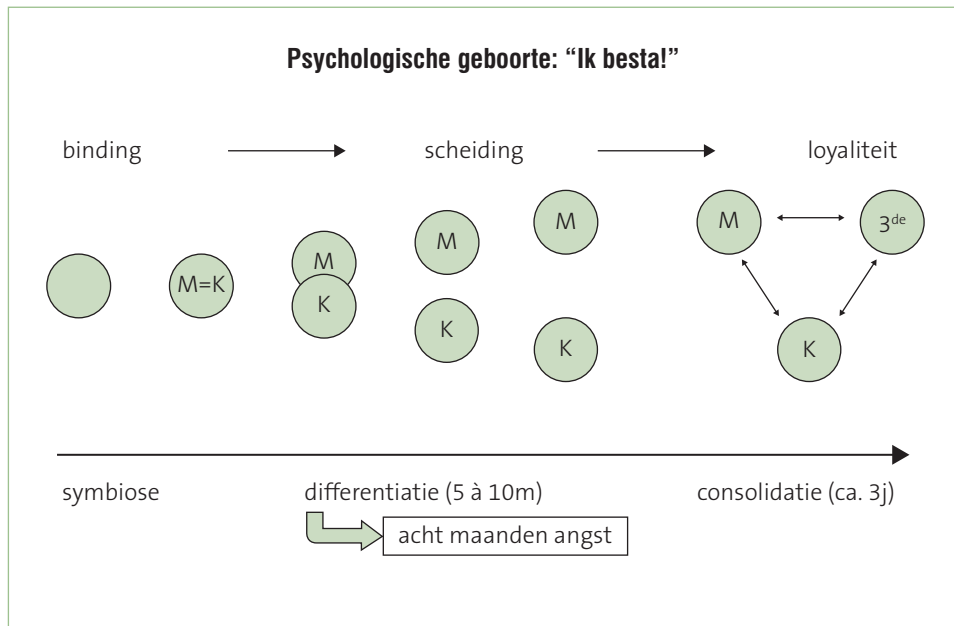 Psychologische geboorte: “Ik besta!”
binding
scheiding
loyaliteit
M=K
M
K
M
K
M
K
M
3de
K
symbiose
differentiatie (5 à 10m)
consolidatie (ca. 3j)
acht maanden angst